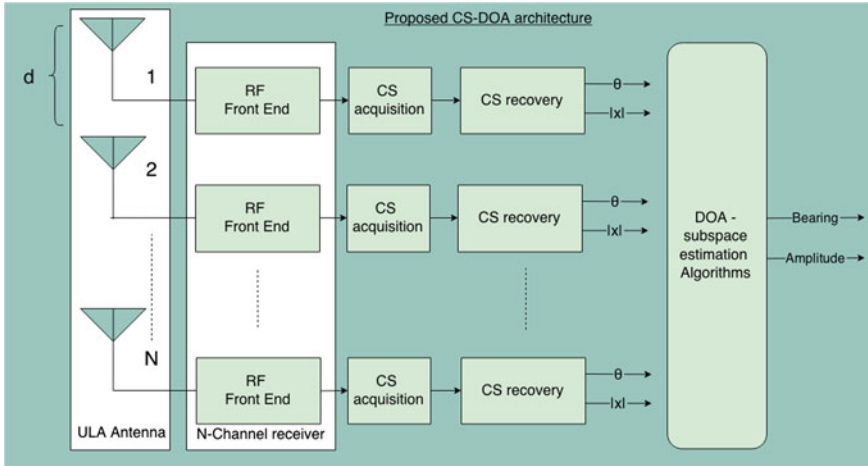 Proposed CS-DOA architecture
d
1
RF
Front End
CS
acquisition
CS recovery
θ
|x|
2
RF
Front End
CS
acquisition
CS recovery
θ
|x|
DOA -
subspace
estimation
Algorithms
Bearing
Amplitude
N
RF
Front End
CS
acquisition
CS recovery
θ
|x|
ULA Antenna
N-Channel receiver